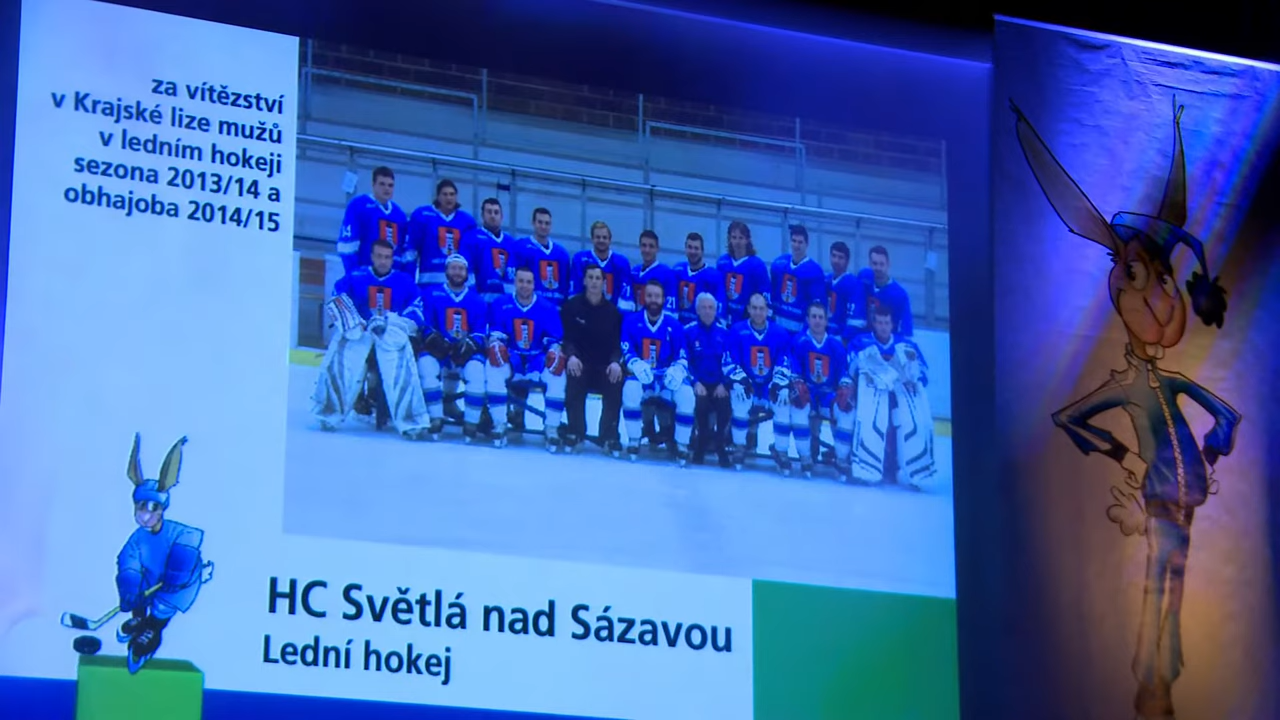 za vítězství
v Krajské lize mužů
v ledním hokeji
sezona 2013/14 a
obhajoba 2014/15
HC Světlá nad Sázavou
Lední hokej